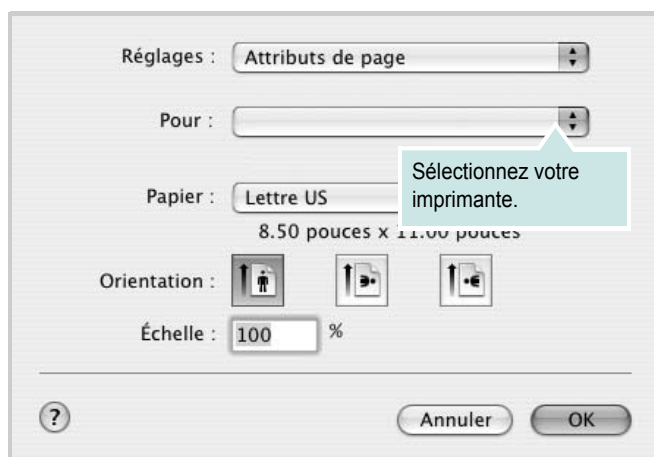 Réglages : Attributs de page
Pour :
Sélectionnez votre
imprimante.
Papier : Lettre US
8.50 pouces x 11.00 pouces
Orientation :
Échelle : 100 %
? Annuler OK